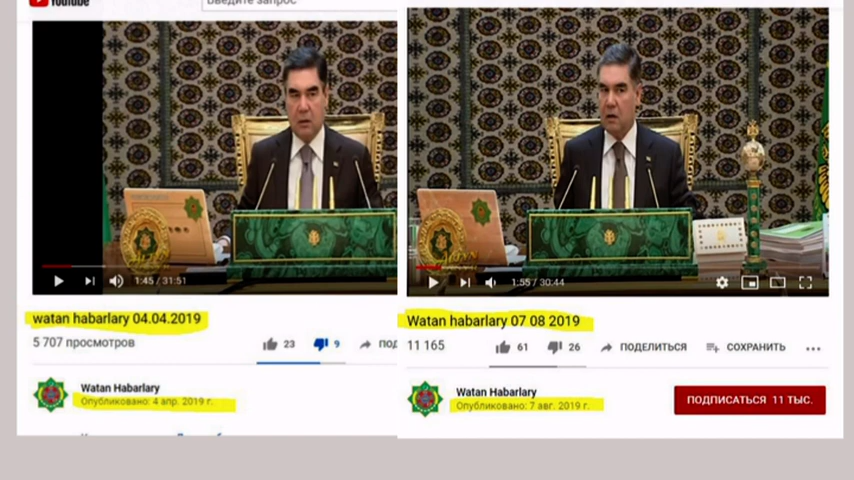 YouTube
Введите запрос
1:45 / 31:51
watan habarlary 04.04.2019
5 707 просмотров
23
9
ПОД
Watan Habarlary
Опубликовано: 4 апр. 2019 г.
1:55 / 30:44
Watan habarlary 07 08 2019
11 165
61
26
ПОДЕЛИТЬСЯ
СОХРАНИТЬ
Watan Habarlary
Опубликовано: 7 авг. 2019 г.
ПОДПИСАТЬСЯ 11 ТЫС.